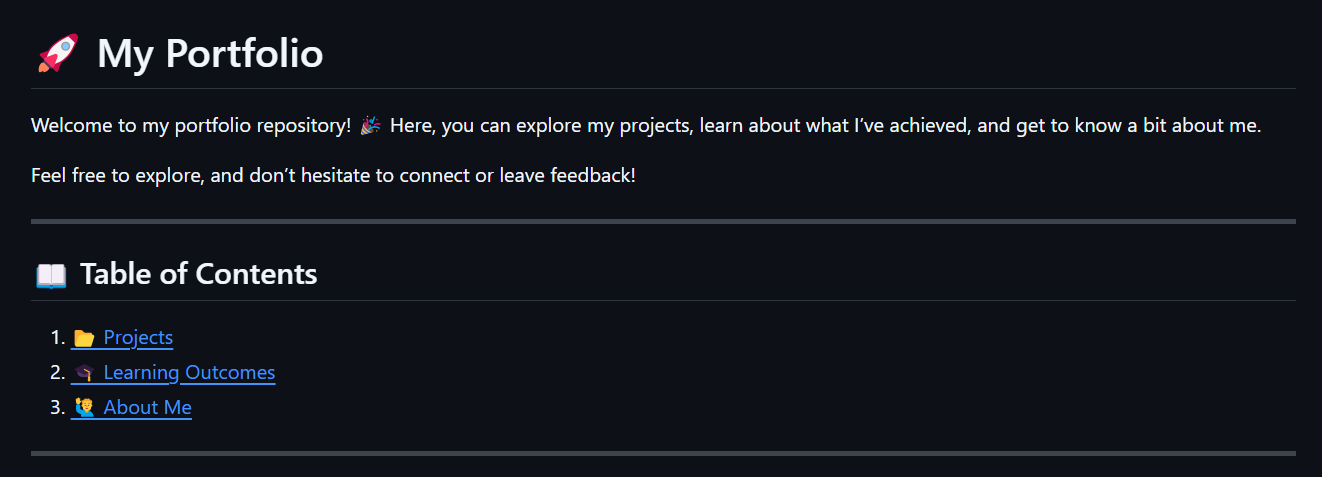 🚀 My Portfolio
Welcome to my portfolio repository! 🎉 Here, you can explore my projects, learn about what I’ve achieved, and get to know a bit about me.
Feel free to explore, and don’t hesitate to connect or leave feedback!
📖 Table of Contents
1. 📂 Projects
2. 🎓 Learning Outcomes
3. 🙋‍♂️ About Me